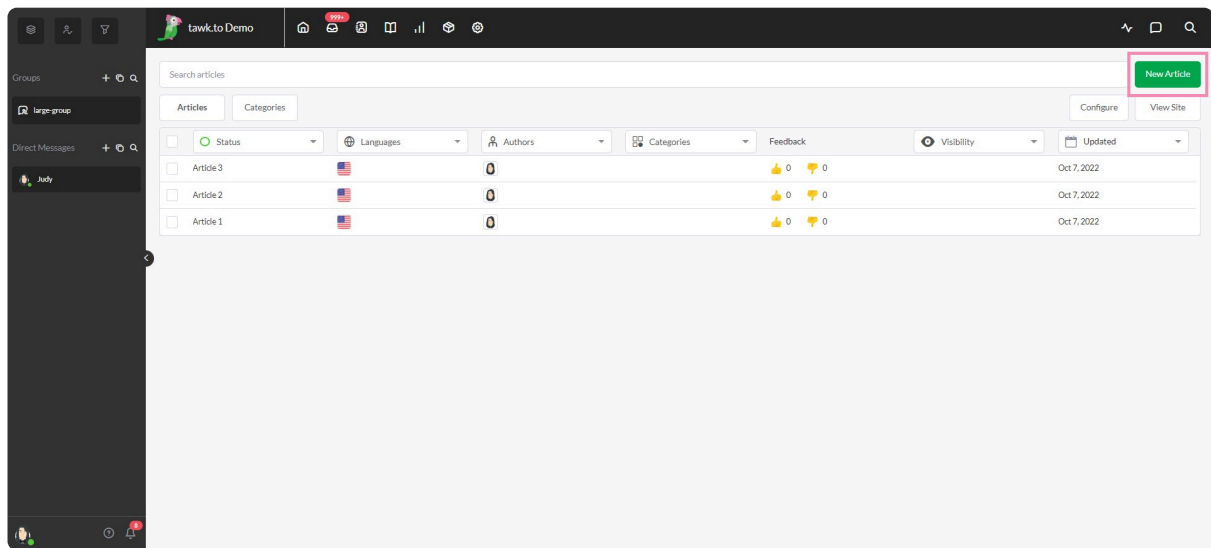 tawk.to Demo
999+
Groups
large-group
Direct Messages
Judy
Search articles
New Article
Articles
Categories
Configure
View Site
Status
Languages
Authors
Categories
Feedback
Visibility
Updated
Article 3
0
0
Oct 7, 2022
Article 2
0
0
Oct 7, 2022
Article 1
0
0
Oct 7, 2022